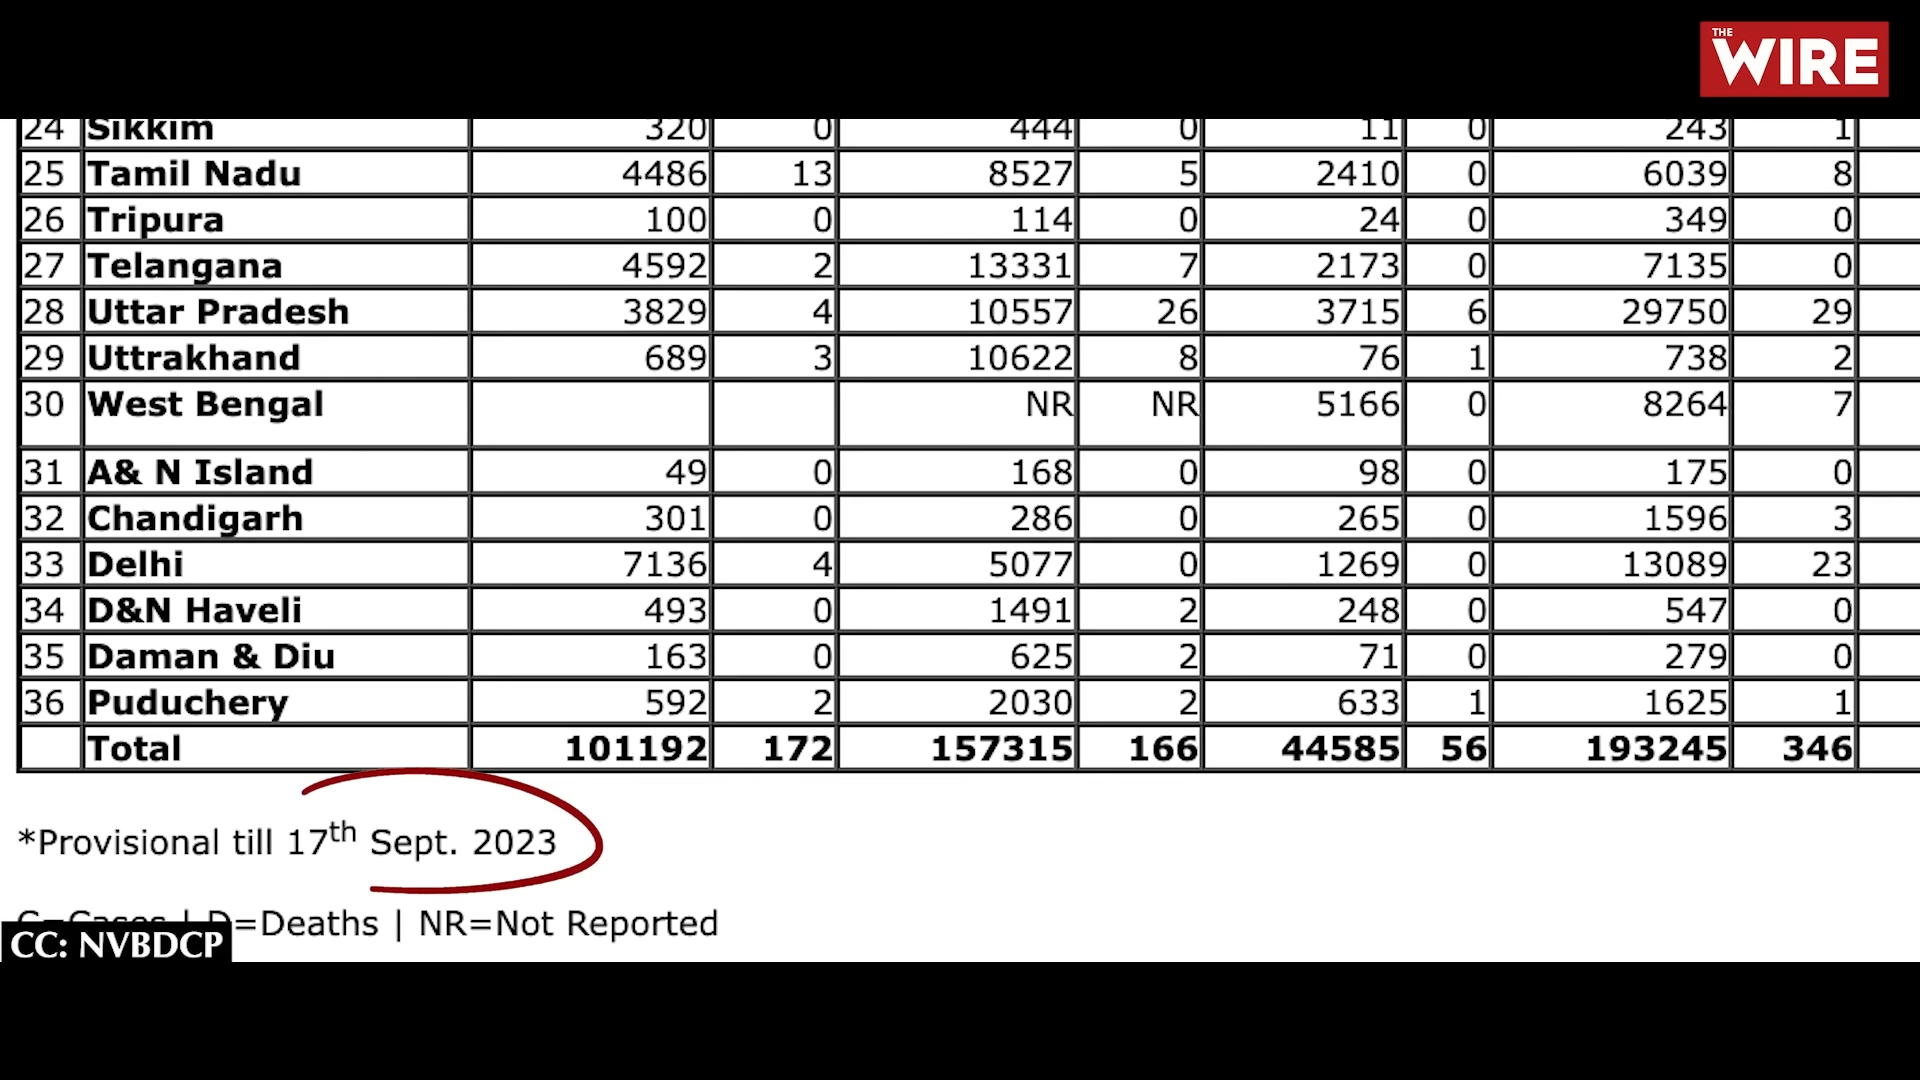 THE
WIRE
24 Sikkim 320 0 444 0 11 0 243 1
25 Tamil Nadu 4486 13 8527 5 2410 0 6039 8
26 Tripura 100 0 114 0 24 0 349 0
27 Telangana 4592 2 13331 7 2173 0 7135 0
28 Uttar Pradesh 3829 4 10557 26 3715 6 29750 29
29 Uttrakhand 689 3 10622 8 76 1 738 2
30 West Bengal NR NR 5166 0 8264 7
31 A& N Island 49 0 168 0 98 0 175 0
32 Chandigarh 301 0 286 0 265 0 1596 3
33 Delhi 7136 4 5077 0 1269 0 13089 23
34 D&N Haveli 493 0 1491 2 248 0 547 0
35 Daman & Diu 163 0 625 2 71 0 279 0
36 Puduchery 592 2 2030 2 633 1 1625 1
Total 101192 172 157315 166 44585 56 193245 346
*Provisional till 17th Sept. 2023
C=Cases | D=Deaths | NR=Not Reported
CC: NVBDCP